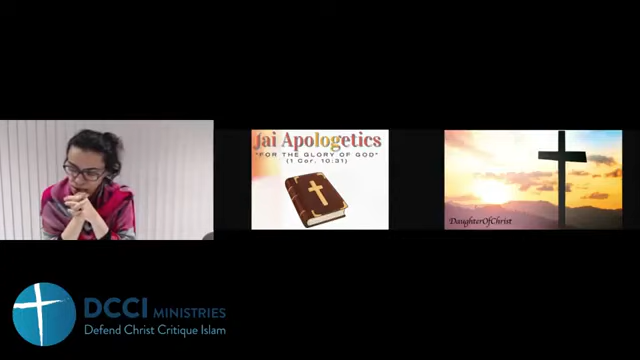 Jai Apologetics
"FOR THE GLORY OF GOD"
(1 Cor. 10:31)
DaughterOfChrist
DCCI MINISTRIES
Defend Christ Critique Islam